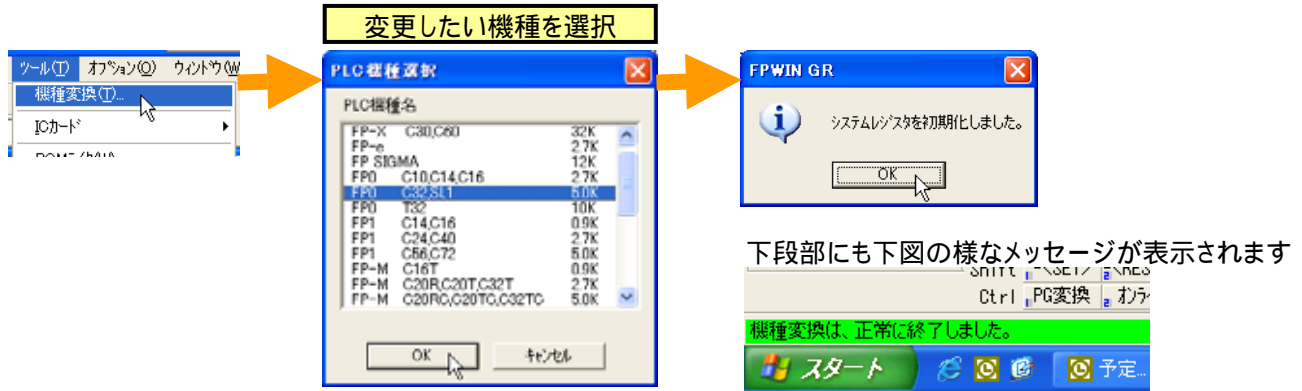 変更したい機種を選択
ツール(T) オプション(O) ウィンドウ(W
機種変換(T)...
ICカード
PLC機種選択
PLC機種名
FP-X C30,C60 32K
FP-e 2.7K
FP SIGMA 12K
FP0 C10,C14,C16 2.7K
FP0 C32,SL1 5.0K
FP0 T32 10K
FP1 C14,C16 0.9K
FP1 C24,C40 2.7K
FP1 C56,C72 5.0K
FP-M C16T 0.9K
FP-M C20R,C20T,C32T 2.7K
FP-M C20RC,C20TC,C32TC 5.0K
OK キャンセル
FPWIN GR
システムレジスタを初期化しました。
OK
下段部にも下図の様なメッセージが表示されます
Shift
Ctrl PG変換
機種変換は、正常に終了しました。
スタート 予定...